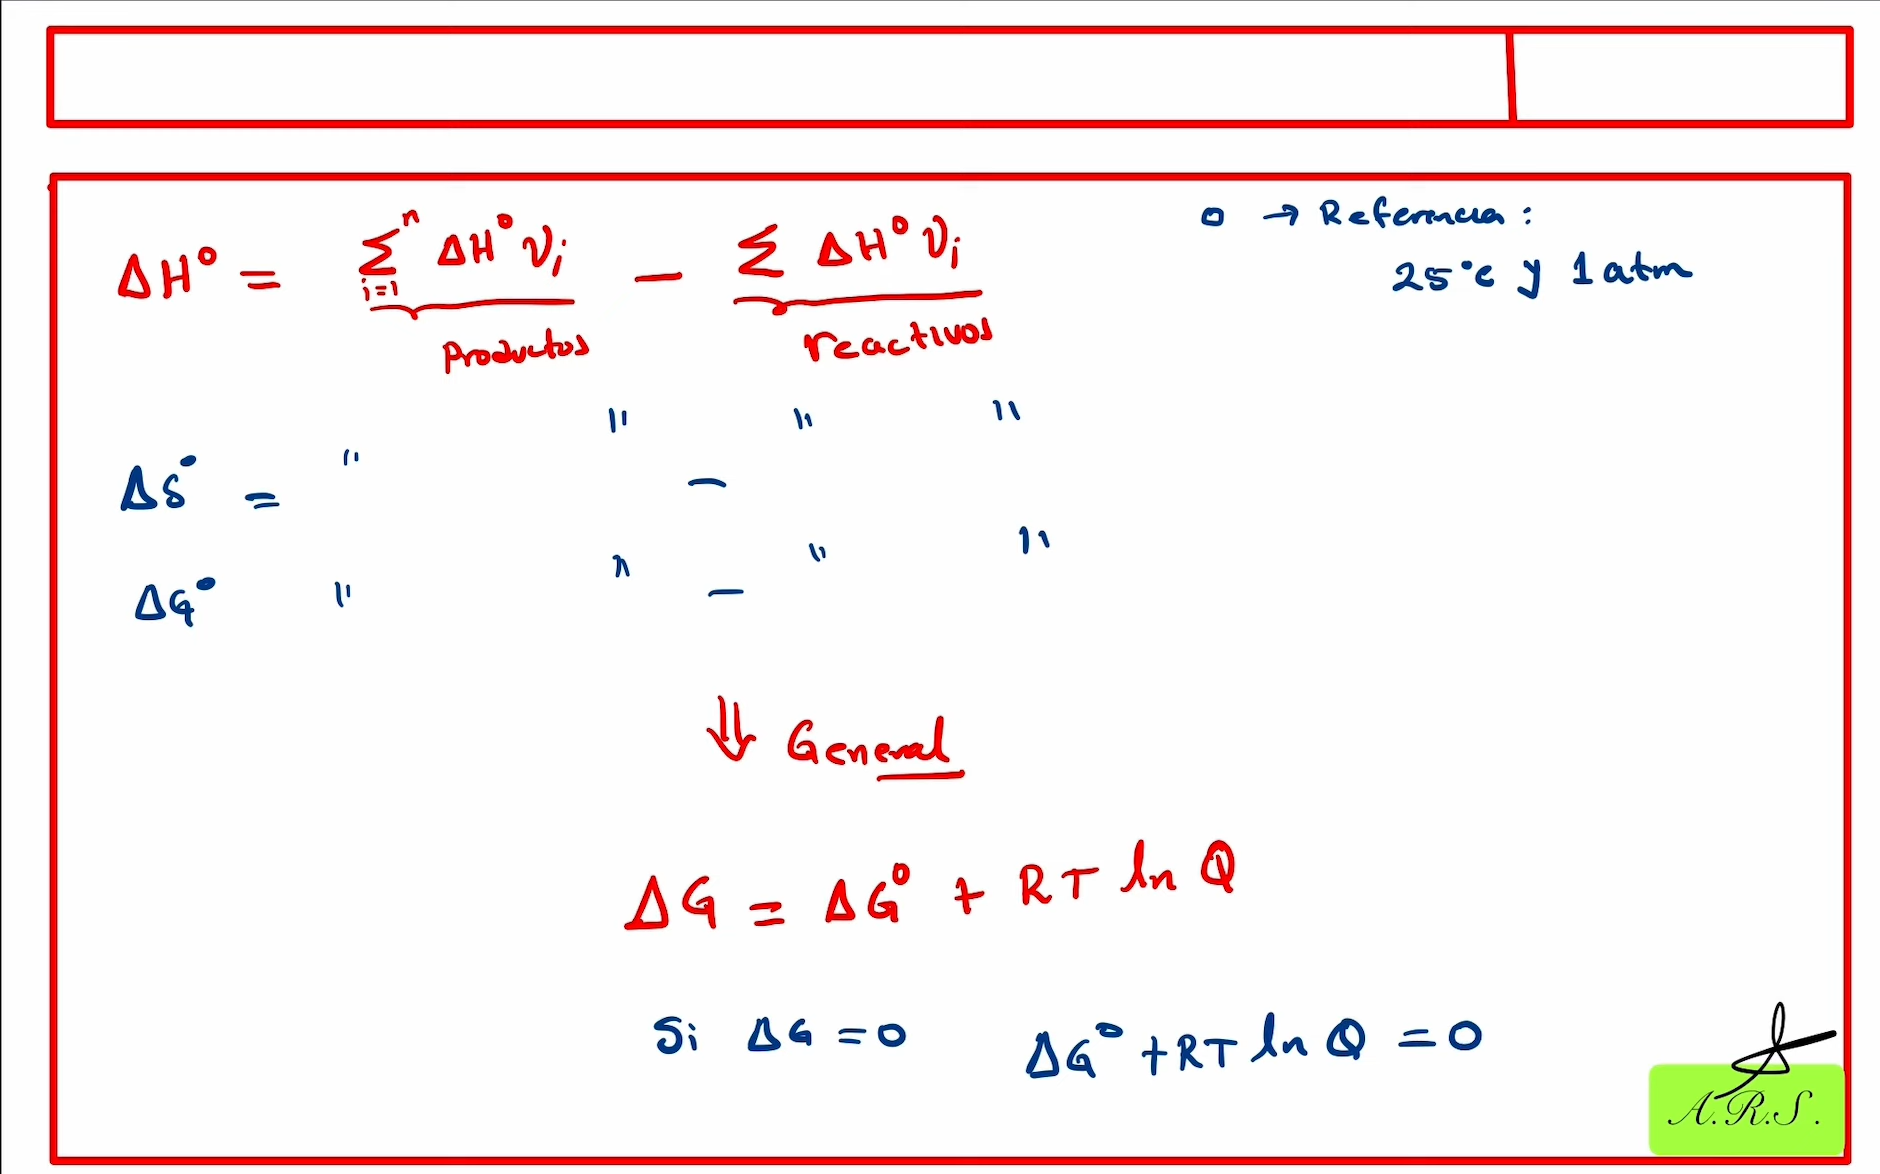 ΔH° = Σ ΔH° νi − Σ ΔH° νi
n
i=1
Productos
reactivos
o → Referencia:
25°c y 1 atm
ΔS° = " " − " "
ΔG° " " − " "
⇓ General
ΔG = ΔG° + RT ln Q
Si ΔG = 0 ΔG° + RT ln Q = 0
A.R.S.